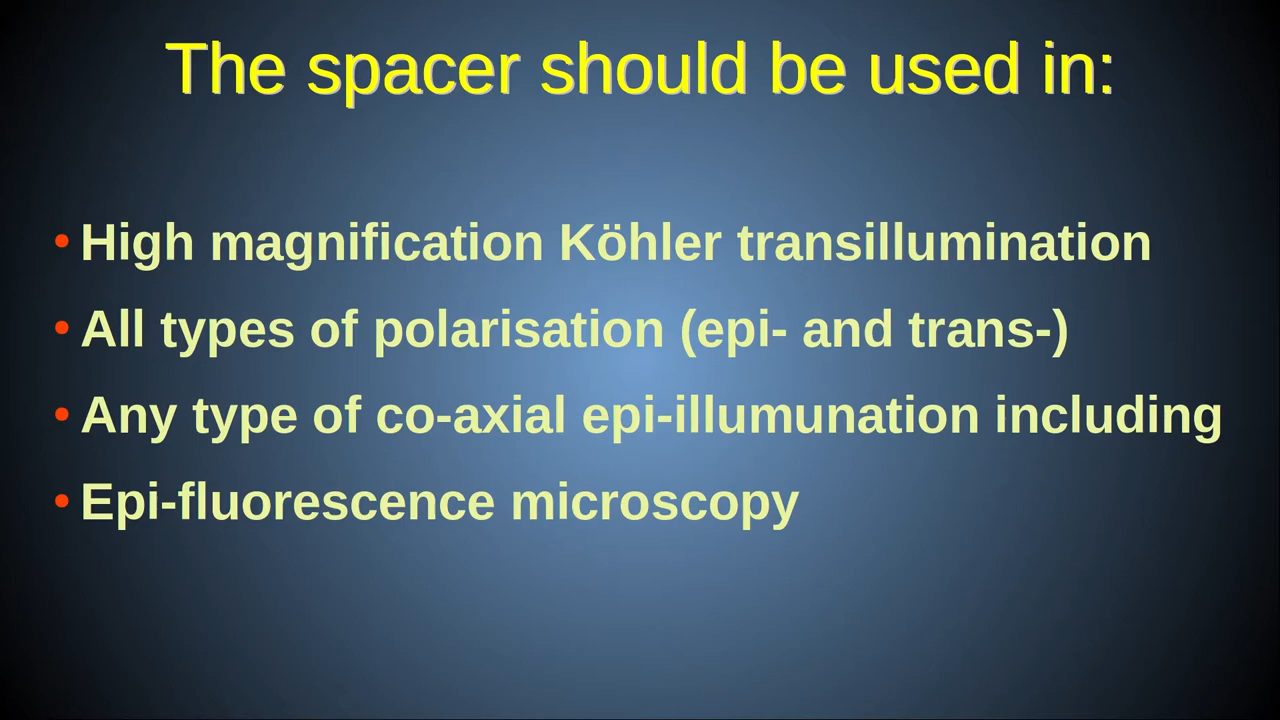 The spacer should be used in:
• High magnification Köhler transillumination
• All types of polarisation (epi- and trans-)
• Any type of co-axial epi-illumunation including
• Epi-fluorescence microscopy